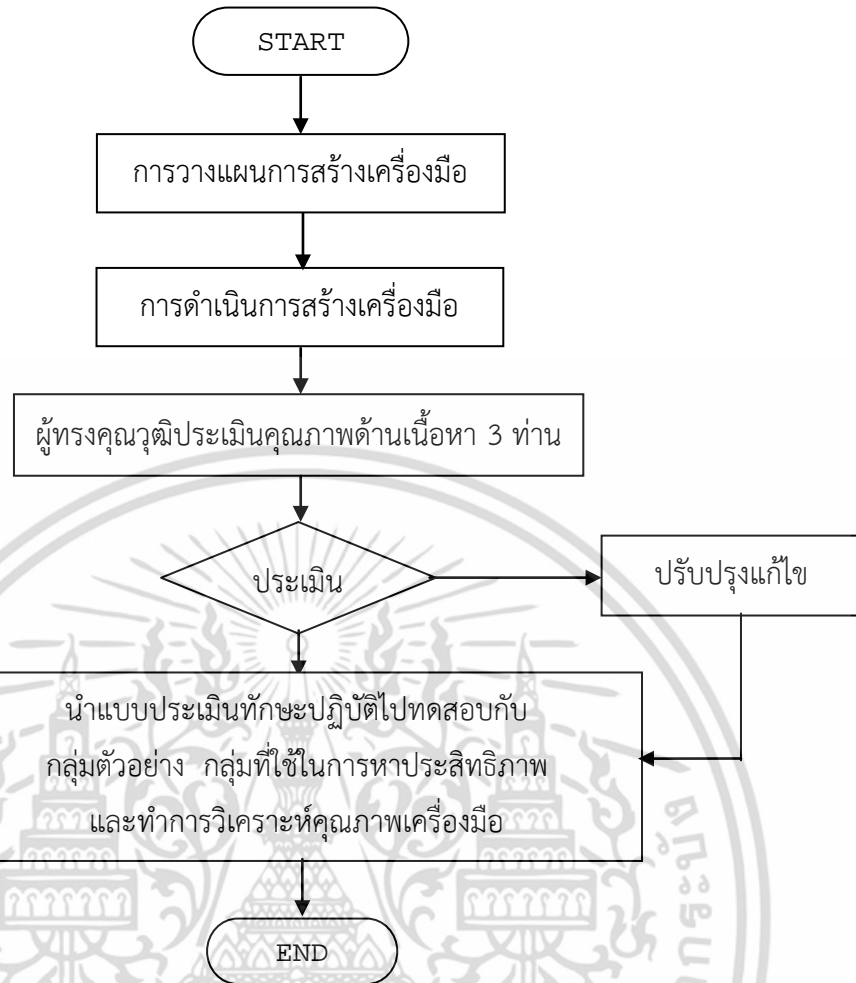 START
การวางแผนการสร้างเครื่องมือ
การดำเนินการสร้างเครื่องมือ
ผู้ทรงคุณวุฒิประเมินคุณภาพด้านเนื้อหา 3 ท่าน
ประเมิน
ปรับปรุงแก้ไข
นำแบบประเมินทักษะปฏิบัติไปทดสอบกับ
กลุ่มตัวอย่าง กลุ่มที่ใช้ในการหาประสิทธิภาพ
และทำการวิเคราะห์คุณภาพเครื่องมือ
END